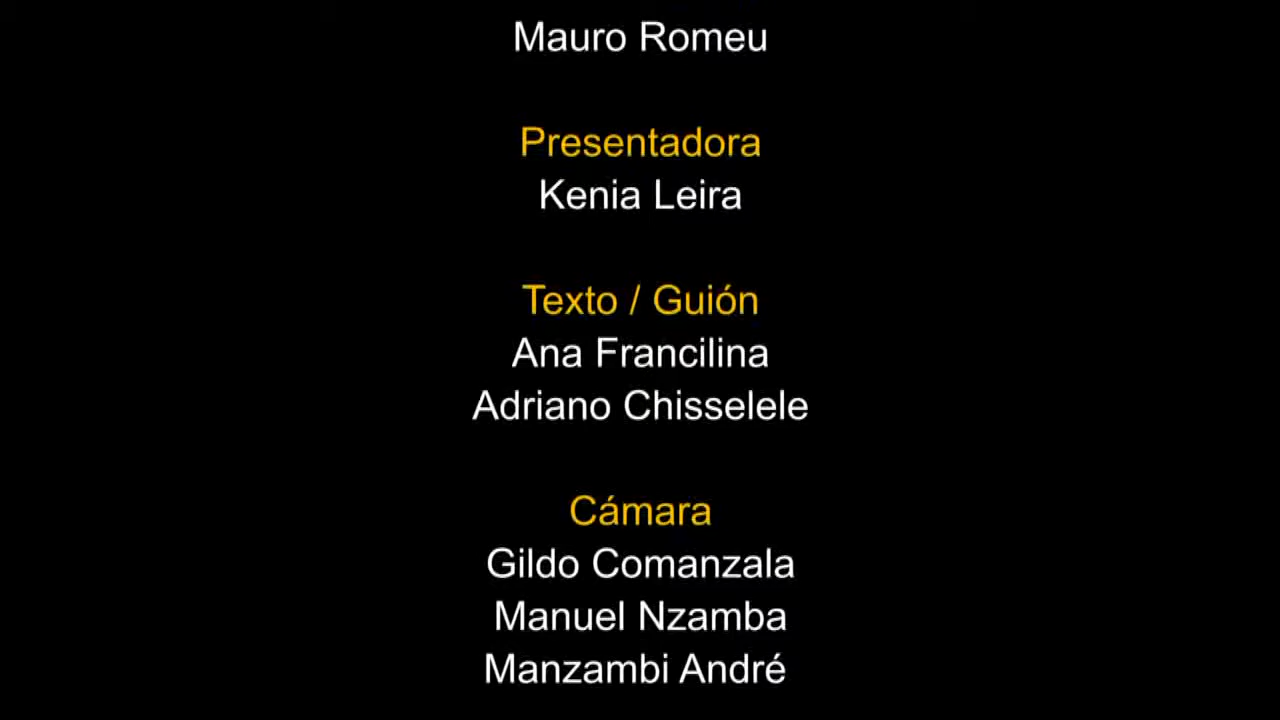 Mauro Romeu
Presentadora
Kenia Leira
Texto / Guión
Ana Francilina
Adriano Chisselele
Cámara
Gildo Comanzala
Manuel Nzamba
Manzambi André